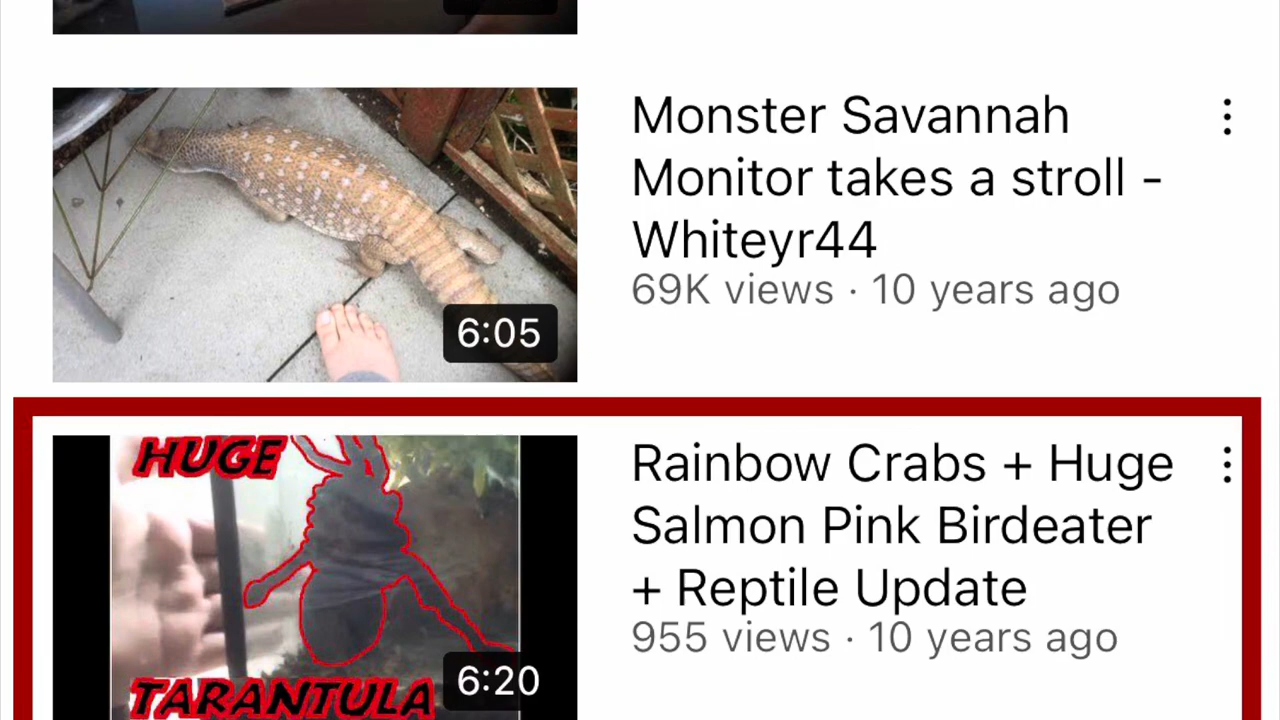 Monster Savannah
Monitor takes a stroll -
Whiteyr44
69K views · 10 years ago
6:05
HUGE
TARANTULA
6:20
Rainbow Crabs + Huge
Salmon Pink Birdeater
+ Reptile Update
955 views · 10 years ago